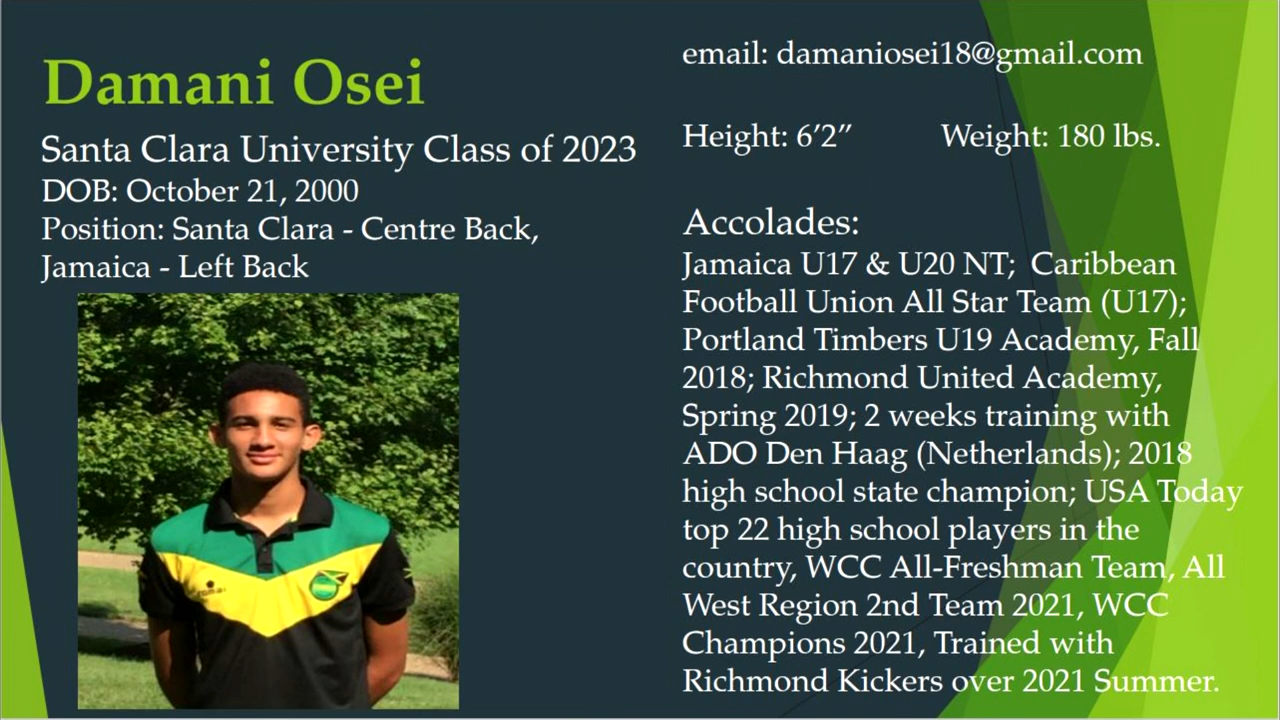 Damani Osei
Santa Clara University Class of 2023
DOB: October 21, 2000
Position: Santa Clara - Centre Back,
Jamaica - Left Back
email: damaniosei18@gmail.com
Height: 6’2” Weight: 180 lbs.
Accolades:
Jamaica U17 & U20 NT; Caribbean
Football Union All Star Team (U17);
Portland Timbers U19 Academy, Fall
2018; Richmond United Academy,
Spring 2019; 2 weeks training with
ADO Den Haag (Netherlands); 2018
high school state champion; USA Today
top 22 high school players in the
country, WCC All-Freshman Team, All
West Region 2nd Team 2021, WCC
Champions 2021, Trained with
Richmond Kickers over 2021 Summer.